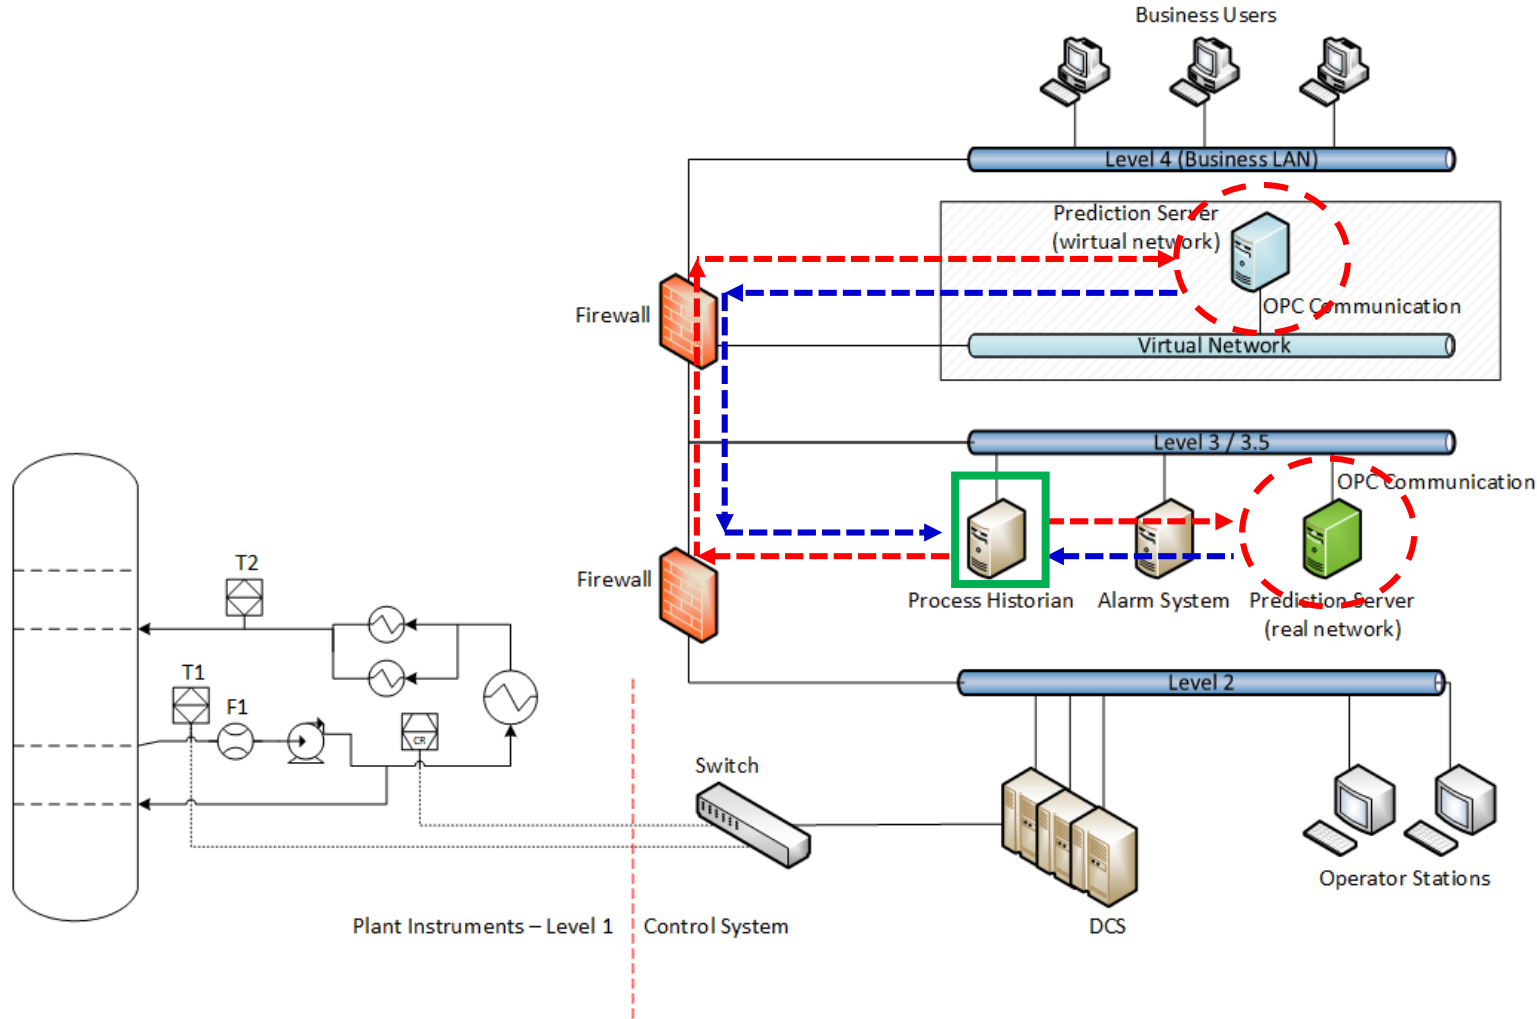 Business Users
Level 4 (Business LAN)
Prediction Server
(wirtual network)
OPC Communication
Firewall
Virtual Network
Level 3 / 3.5
OPC Communication
Firewall
Process Historian
Alarm System
Prediction Server
(real network)
T2
T1
F1
CR
Level 2
Switch
Operator Stations
Plant Instruments – Level 1
Control System
DCS